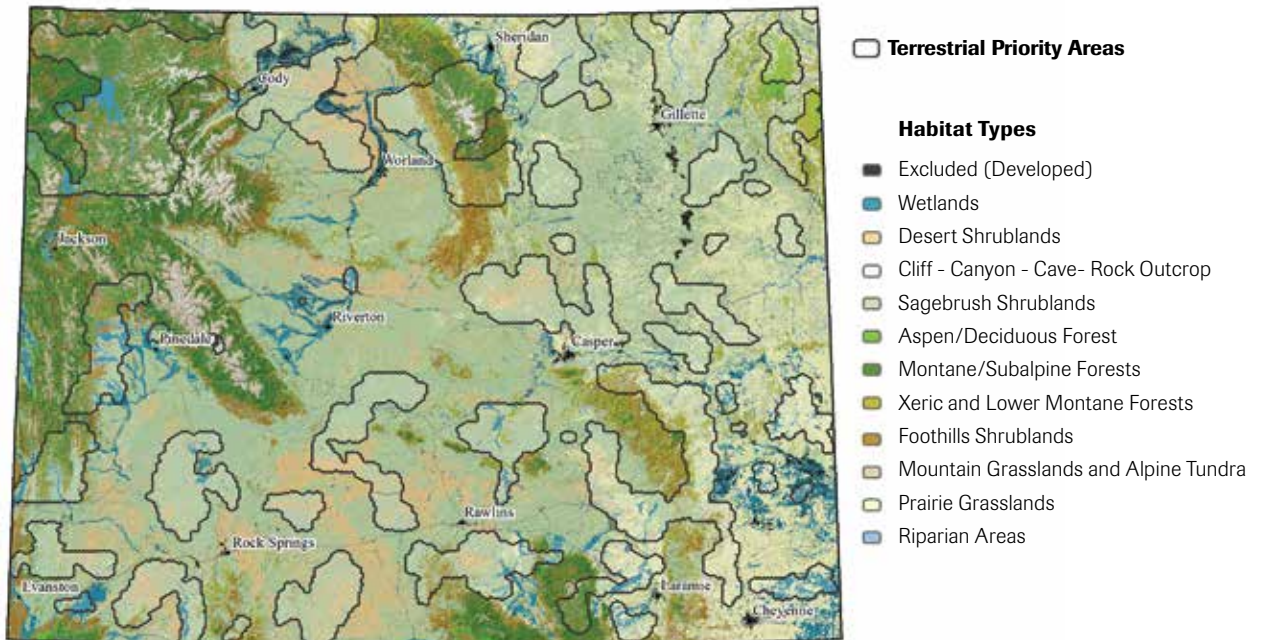 Sheridan
Cody
Gillette
Worland
Jackson
Riverton
Pinedale
Casper
Rawlins
Rock Springs
Evanston
Laramie
Cheyenne
Terrestrial Priority Areas
Habitat Types
Excluded (Developed)
Wetlands
Desert Shrublands
Cliff - Canyon - Cave- Rock Outcrop
Sagebrush Shrublands
Aspen/Deciduous Forest
Montane/Subalpine Forests
Xeric and Lower Montane Forests
Foothills Shrublands
Mountain Grasslands and Alpine Tundra
Prairie Grasslands
Riparian Areas